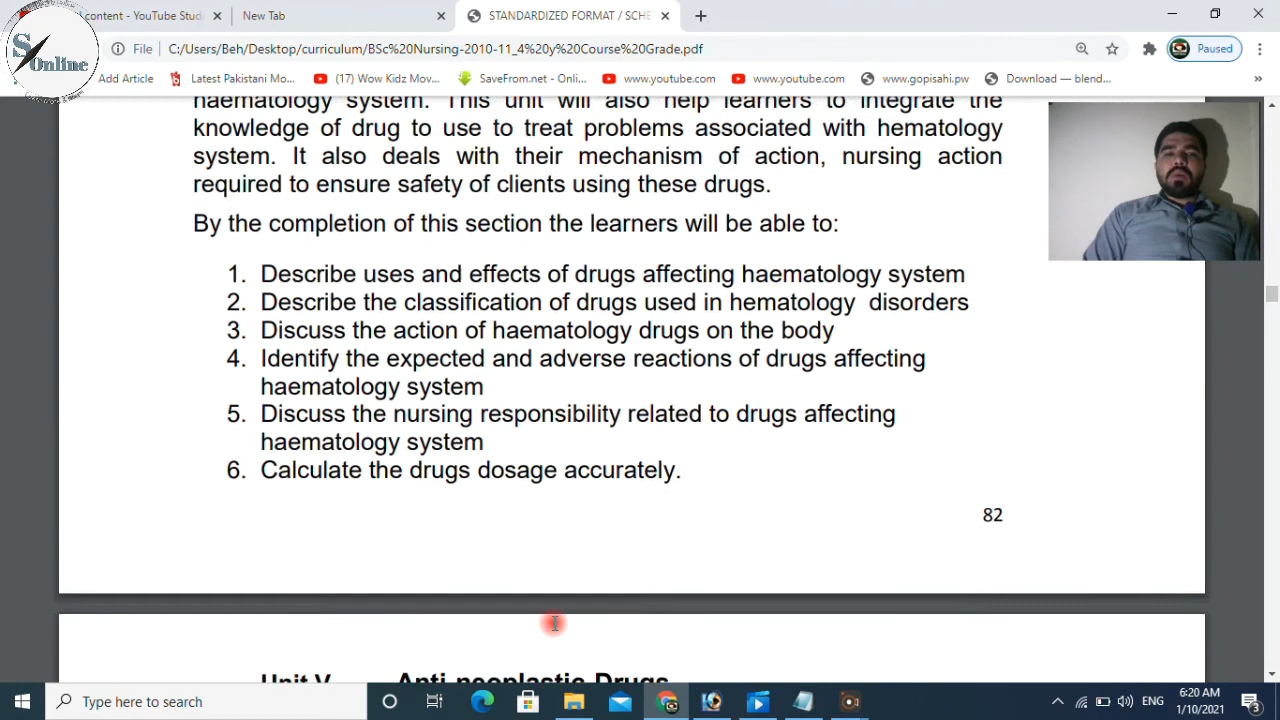 content - YouTube Stud
New Tab
STANDARDIZED FORMAT / SCHE
S Online
File
C:/Users/Beh/Desktop/curriculum/BSc%20Nursing-2010-11_4%20y%20Course%20Grade.pdf
Paused
Add Address
Latest Pakistani Mo...
(17) Wow Kidz Mov...
SaveFrom.net - Onli...
www.youtube.com
www.youtube.com
www.gopisahi.pw
Download — blend...
»
haematology system. This unit will also help learners to integrate the
knowledge of drug to use to treat problems associated with hematology
system. It also deals with their mechanism of action, nursing action
required to ensure safety of clients using these drugs.
By the completion of this section the learners will be able to:
1. Describe uses and effects of drugs affecting haematology system
2. Describe the classification of drugs used in hematology disorders
3. Discuss the action of haematology drugs on the body
4. Identify the expected and adverse reactions of drugs affecting
haematology system
5. Discuss the nursing responsibility related to drugs affecting
haematology system
6. Calculate the drugs dosage accurately.
82
Unit V Anti-neoplastic Drugs
Type here to search
ENG
6:20 AM
1/10/2021
3